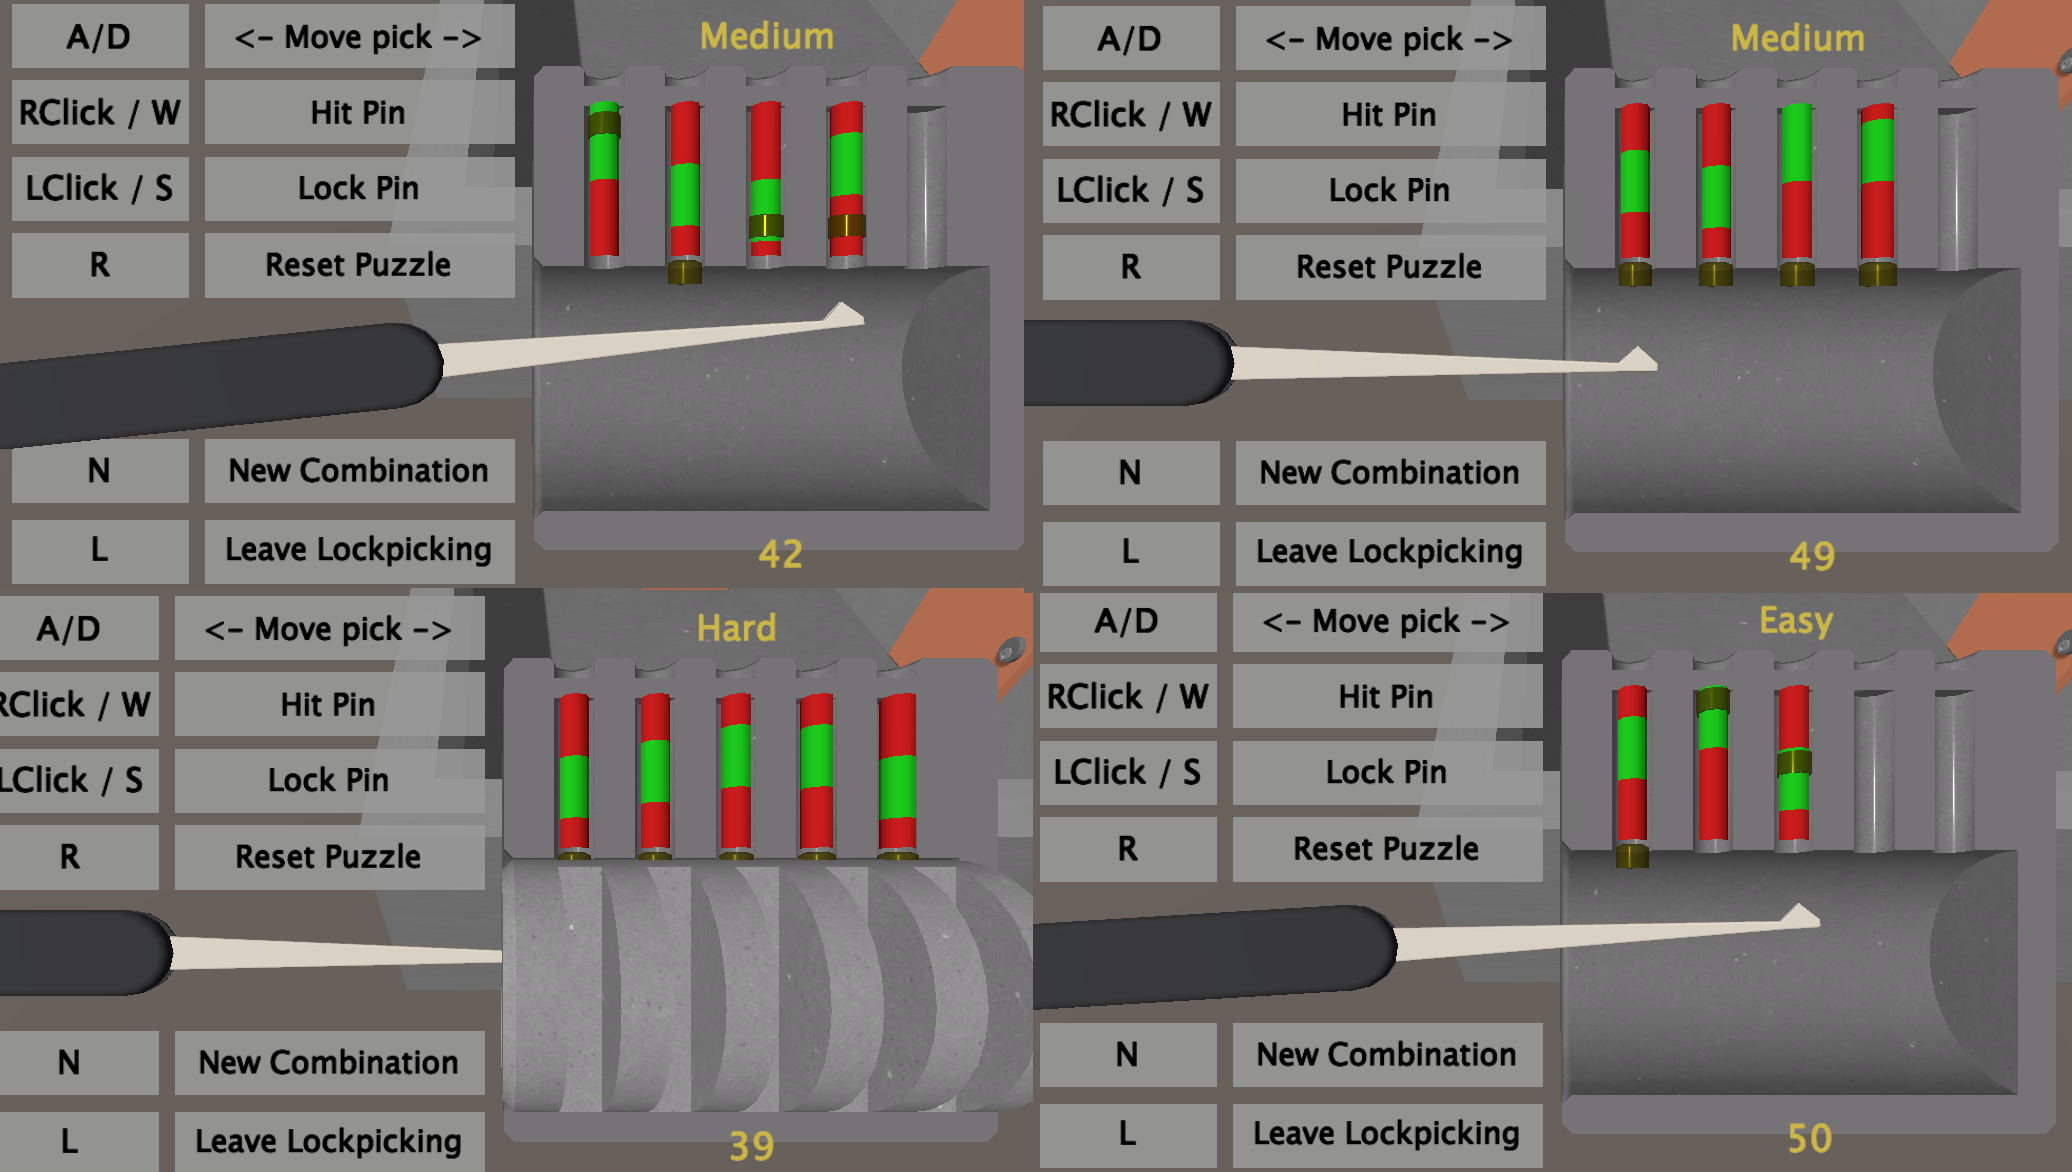 A/D <- Move pick ->
RClick / W Hit Pin
LClick / S Lock Pin
R Reset Puzzle
N New Combination
L Leave Lockpicking
Medium
42
A/D <- Move pick ->
RClick / W Hit Pin
LClick / S Lock Pin
R Reset Puzzle
N New Combination
L Leave Lockpicking
Medium
49
A/D <- Move pick ->
RClick / W Hit Pin
LClick / S Lock Pin
R Reset Puzzle
N New Combination
L Leave Lockpicking
Hard
39
A/D <- Move pick ->
RClick / W Hit Pin
LClick / S Lock Pin
R Reset Puzzle
N New Combination
L Leave Lockpicking
Easy
50